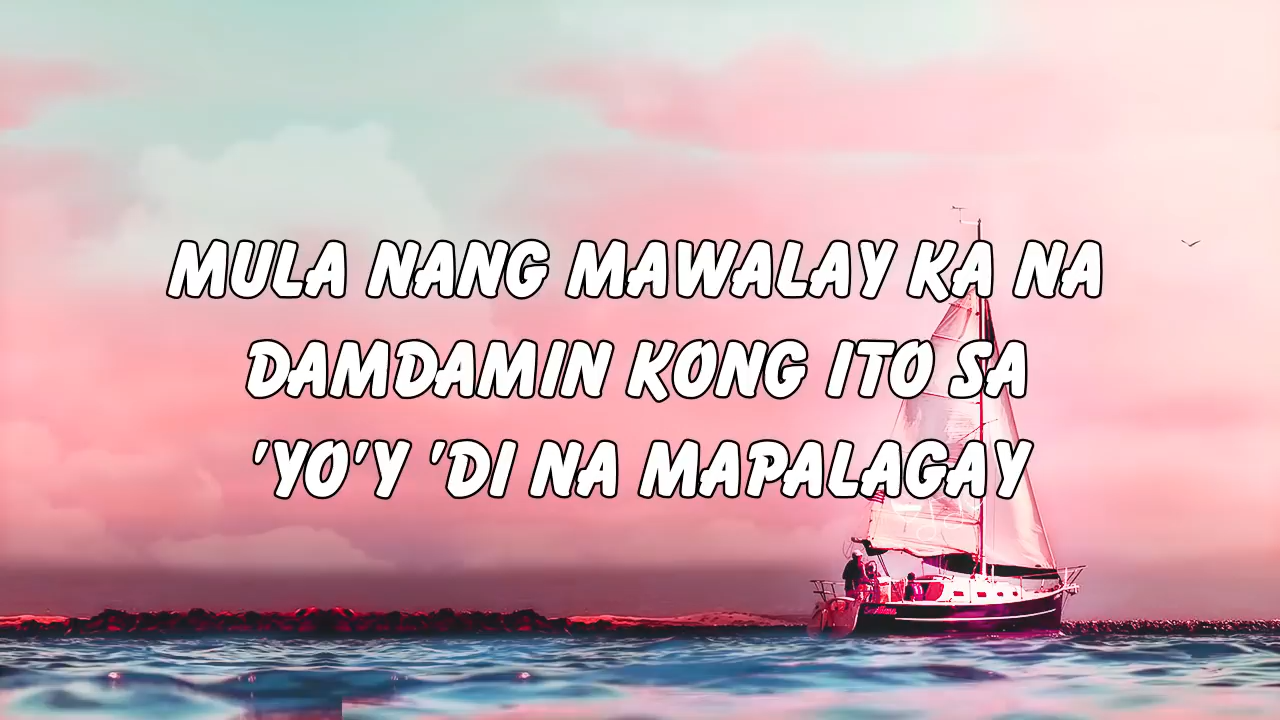 MULA NANG MAWALAY KA NA
DAMDAMIN KONG ITO SA
'YO'Y 'DI NA MAPALAGAY